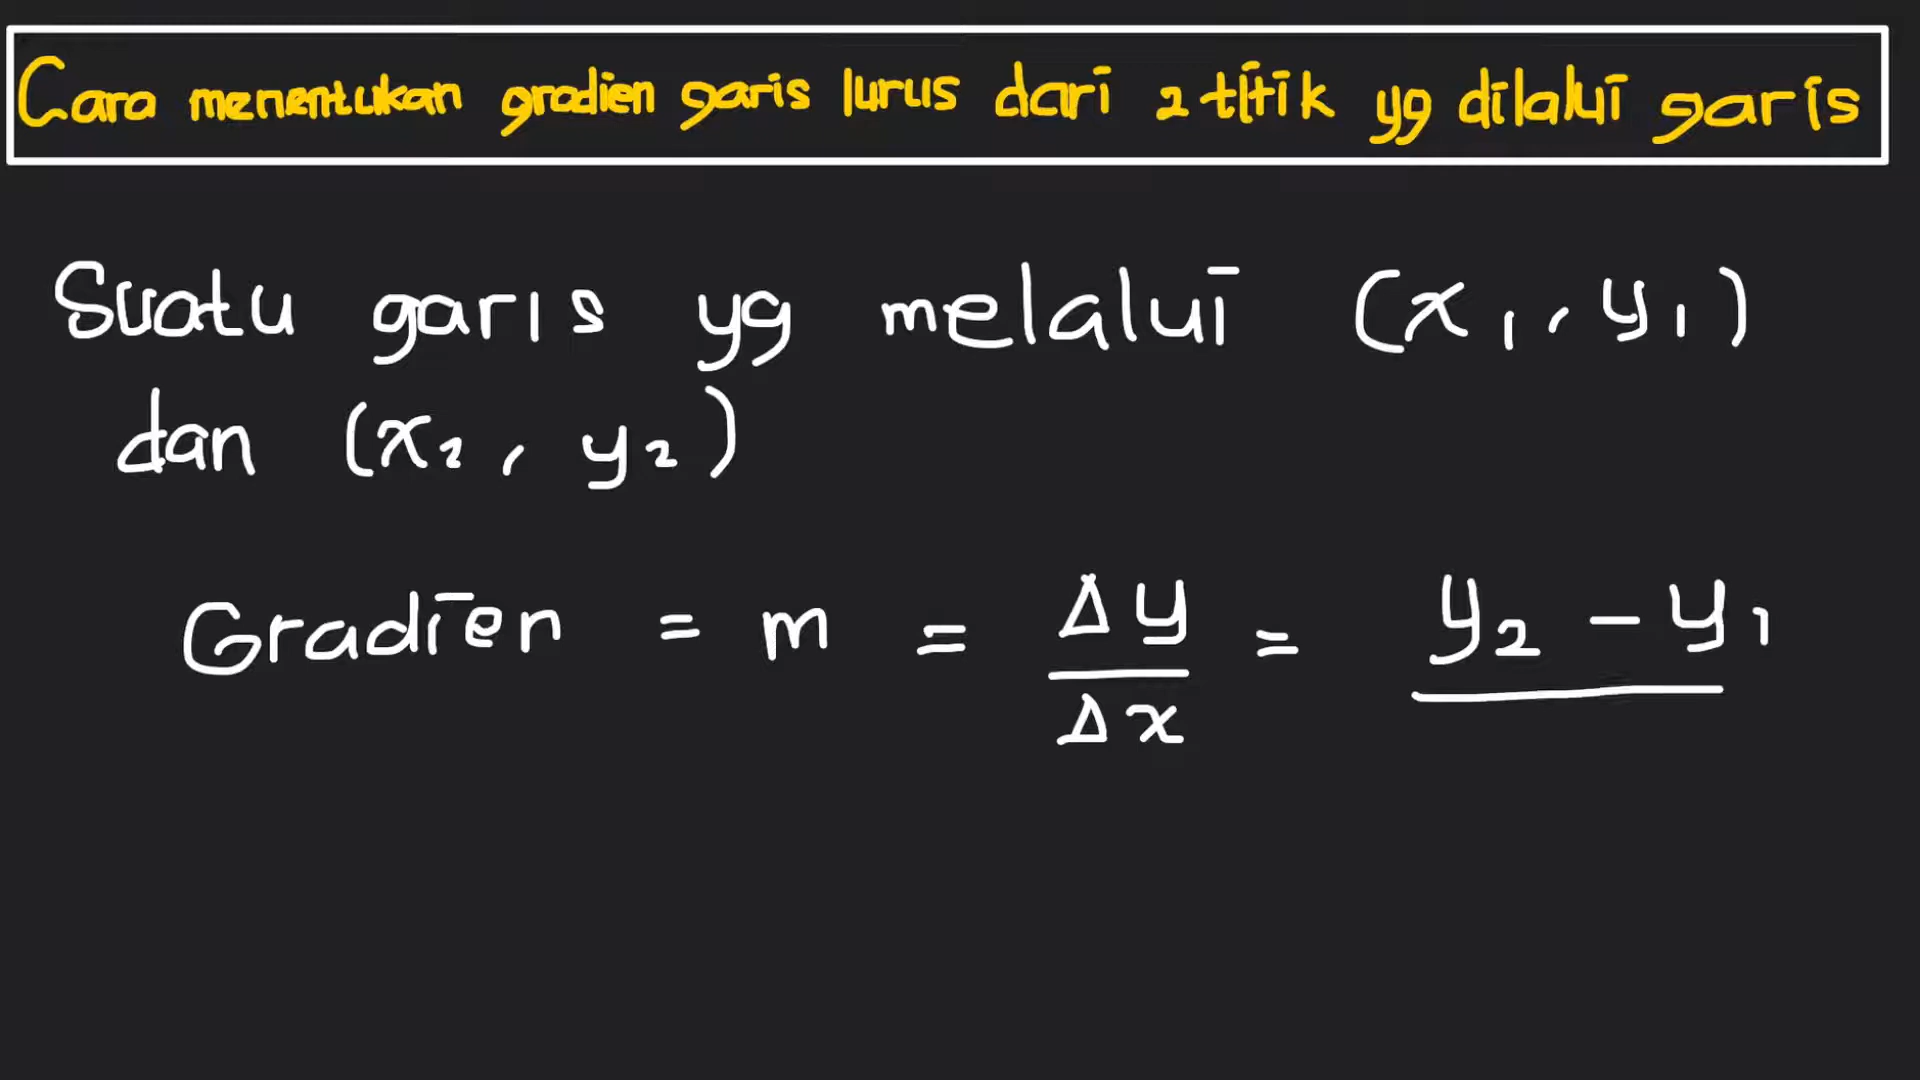 Cara menentukan gradien garis lurus dari 2 titik yg dilalui garis
Suatu garis yg melalui (x₁, y₁)
dan (x₂, y₂)
Gradien = m = Δy/Δx = y₂ - y₁